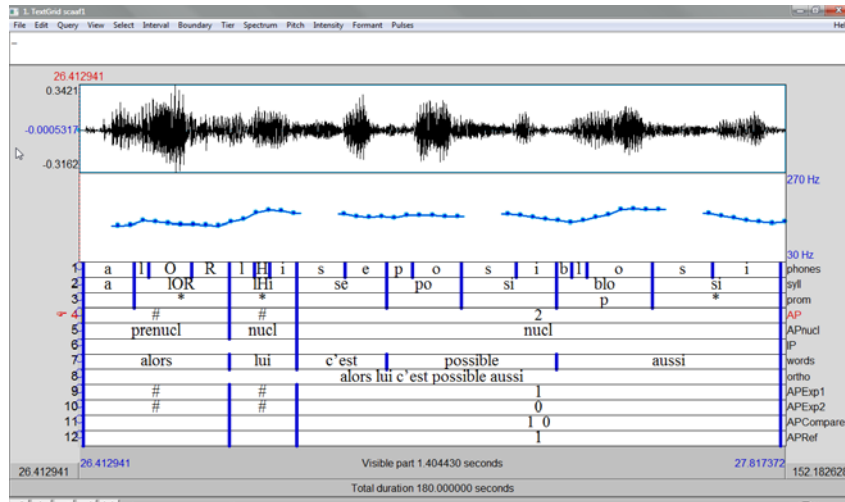 1. TextGrid scaaf1
File Edit Query View Select Interval Boundary Tier Spectrum Pitch Intensity Formant Pulses Hel
26.412941
0.3421
-0.0005317
-0.3162
270 Hz
30 Hz
1 a l O R l H i s e p o s i b l o s i phones
2 a lOR lHi se po si blo si syll
3 * * p * prom
4 # # 2 AP
5 prenucl nucl nucl APnucl
6 IP
7 alors lui c'est possible aussi words
8 alors lui c'est possible aussi ortho
9 # # 1 APExp1
10 # # 0 APExp2
11 1_0 APCompare
12 1 APRef
26.412941 26.412941 Visible part 1.404430 seconds 27.817372 152.182628
Total duration 180.000000 seconds